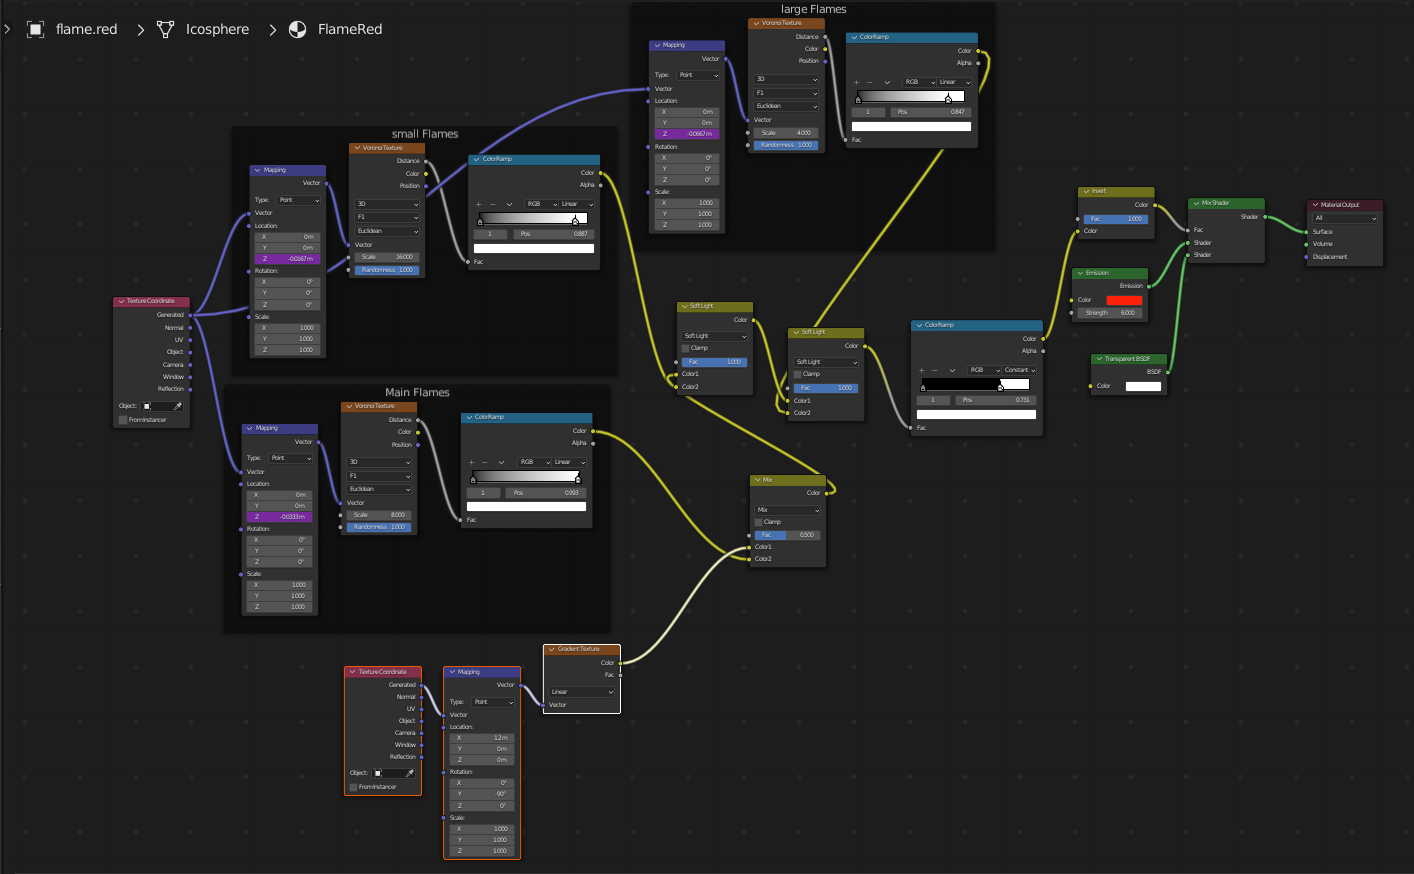 flame.red > Icosphere > FlameRed
large Flames
Mapping
Vector
Type: Point
Vector
Location:
X 0m
Y 0m
Z -0.0667m
Rotation:
X 0°
Y 0°
Z 0°
Scale:
X 1.000
Y 1.000
Z 1.000
Voronoi Texture
Distance
Color
Position
3D
F1
Euclidean
Vector
Scale 4.000
Randomness 1.000
ColorRamp
Color
Alpha
+ − RGB Linear
1 Pos 0.847
Fac
small Flames
Mapping
Vector
Type: Point
Vector
Location:
X 0m
Y 0m
Z -0.0167m
Rotation:
X 0°
Y 0°
Z 0°
Scale:
X 1.000
Y 1.000
Z 1.000
Voronoi Texture
Distance
Color
Position
3D
F1
Euclidean
Vector
Scale 16.000
Randomness 1.000
ColorRamp
Color
Alpha
+ − RGB Linear
1 Pos 0.887
Fac
Texture Coordinate
Generated
Normal
UV
Object
Camera
Window
Reflection
Object:
From Instancer
Main Flames
Mapping
Vector
Type: Point
Vector
Location:
X 0m
Y 0m
Z -0.0333m
Rotation:
X 0°
Y 0°
Z 0°
Scale:
X 1.000
Y 1.000
Z 1.000
Voronoi Texture
Distance
Color
Position
3D
F1
Euclidean
Vector
Scale 8.000
Randomness 1.000
ColorRamp
Color
Alpha
+ − RGB Linear
1 Pos 0.993
Fac
Soft Light
Color
Soft Light
Clamp
Fac 1.000
Color1
Color2
Soft Light
Color
Soft Light
Clamp
Fac 1.000
Color1
Color2
ColorRamp
Color
Alpha
+ − RGB Constant
1 Pos 0.731
Fac
Invert
Color
Fac 1.000
Color
Mix Shader
Shader
Fac
Shader
Shader
Material Output
All
Surface
Volume
Displacement
Emission
Emission
Color
Strength 6.000
Transparent BSDF
BSDF
Color
Mix
Color
Mix
Clamp
Fac 0.500
Color1
Color2
Texture Coordinate
Generated
Normal
UV
Object
Camera
Window
Reflection
Object:
From Instancer
Mapping
Vector
Type: Point
Vector
Location:
X 1.2m
Y 0m
Z 0m
Rotation:
X 0°
Y -90°
Z 0°
Scale:
X 1.000
Y 1.000
Z 1.000
Gradient Texture
Color
Fac
Linear
Vector